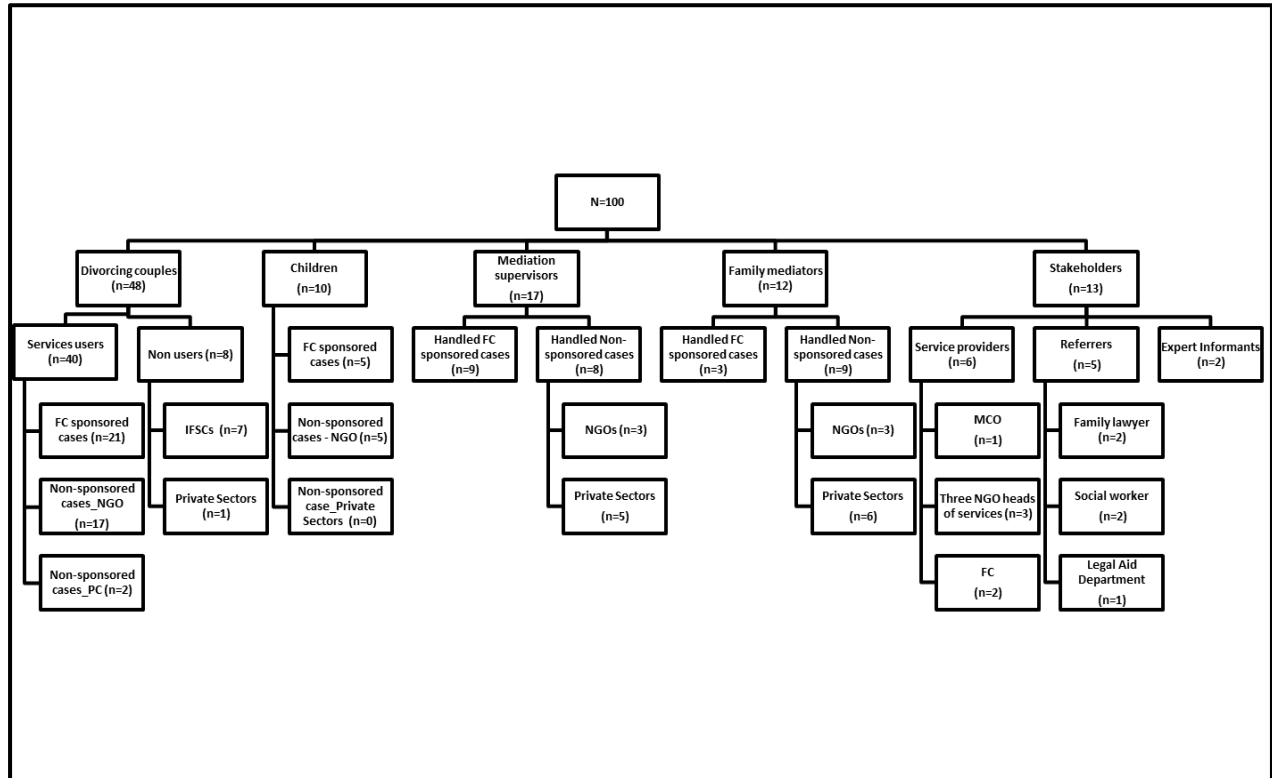 N=100
Divorcing couples
(n=48)
Children
(n=10)
Mediation
supervisors
(n=17)
Family mediators
(n=12)
Stakeholders
(n=13)
Services users
(n=40)
Non users (n=8)
FC sponsored
cases (n=5)
Handled FC
sponsored cases
(n=9)
Handled Non-
sponsored cases
(n=8)
Handled FC
sponsored cases
(n=3)
Handled Non-
sponsored cases
(n=9)
Service providers
(n=6)
Referrers
(n=5)
Expert Informants
(n=2)
FC sponsored
cases (n=21)
IFSCs (n=7)
Non-sponsored
cases - NGO (n=5)
NGOs (n=3)
NGOs (n=3)
MCO
(n=1)
Family lawyer
(n=2)
Non-sponsored
cases_NGO
(n=17)
Private Sectors
(n=1)
Non-sponsored
case_Private
Sectors (n=0)
Private Sectors
(n=5)
Private Sectors
(n=6)
Three NGO heads
of services (n=3)
Social worker
(n=2)
Non-sponsored
cases_PC (n=2)
FC
(n=2)
Legal Aid
Department
(n=1)